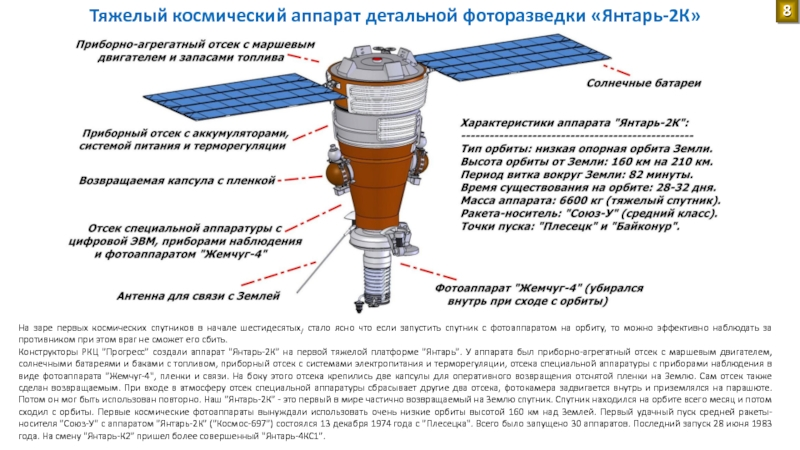 Тяжелый космический аппарат детальной фоторазведки «Янтарь-2К»
8
Приборно-агрегатный отсек с маршевым
двигателем и запасами топлива
Солнечные батареи
Приборный отсек с аккумуляторами,
системой питания и терморегуляции
Возвращаемая капсула с пленкой
Отсек специальной аппаратуры с
цифровой ЭВМ, приборами наблюдения
и фотоаппаратом "Жемчуг-4"
Антенна для связи с Землей
Характеристики аппарата "Янтарь-2К":
-----------------------------------------------
Тип орбиты: низкая опорная орбита Земли.
Высота орбиты от Земли: 160 км на 210 км.
Период витка вокруг Земли: 82 минуты.
Время существования на орбите: 28-32 дня.
Масса аппарата: 6600 кг (тяжелый спутник).
Ракета-носитель: "Союз-У" (средний класс).
Точки пуска: "Плесецк" и "Байконур".
Фотоаппарат "Жемчуг-4" (убирался
внутрь при сходе с орбиты)
На заре первых космических спутников в начале шестидесятых, стало ясно что если запустить спутник с фотоаппаратом на орбиту, то можно эффективно наблюдать за
противником при этом враг не сможет его сбить.
Конструкторы РКЦ "Прогресс" создали аппарат "Янтарь-2К" на первой тяжелой платформе "Янтарь". У аппарата был приборно-агрегатный отсек с маршевым двигателем,
солнечными батареями и баками с топливом, приборный отсек с системами электропитания и терморегуляции, отсека специальной аппаратуры с приборами наблюдения в
виде фотоаппарата "Жемчуг-4", пленки и связи. На боку этого отсека крепились две капсулы для оперативного возвращения отснятой пленки на Землю. Сам отсек также
сделан возвращаемым. При входе в атмосферу отсек специальной аппаратуры сбрасывает другие два отсека, фотокамера задвигается внутрь и приземлялся на парашюте.
Потом он мог быть использован повторно. Наш "Янтарь-2К" - это первый в мире частично возвращаемый на Землю спутник. Спутник находился на орбите всего месяц и потом
сходил с орбиты. Первые космические фотоаппараты вынуждали использовать очень низкие орбиты высотой 160 км над Землей. Первый удачный пуск средней ракеты-
носителя "Союз-У" с аппаратом "Янтарь-2К" ("Космос-697") состоялся 13 декабря 1974 года с "Плесецка". Всего было запущено 30 аппаратов. Последний запуск 28 июня 1983
года. На смену "Янтарь-К2" пришел более совершенный "Янтарь-4КС1".